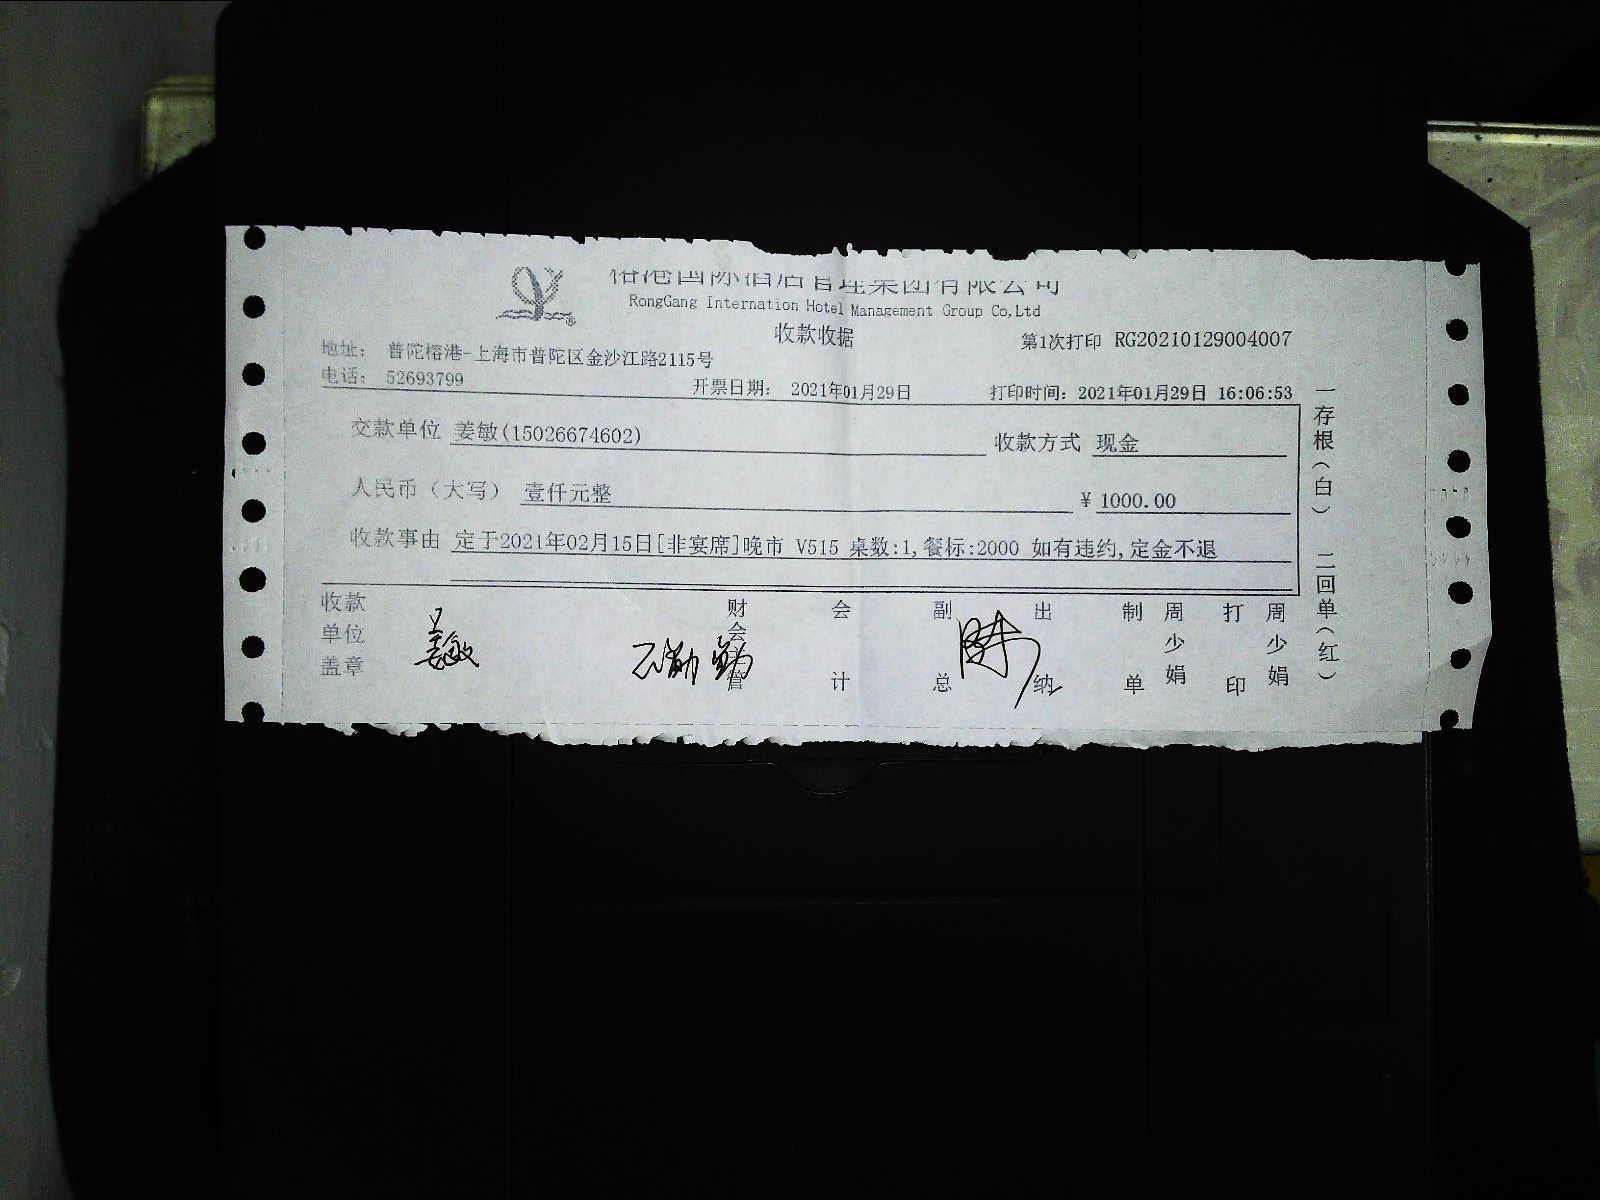 榕港国际酒店管理集团有限公司
RongGang Internation Hotel Management Group Co,Ltd
收款收据
第1次打印 RG20210129004007
地址： 普陀榕港-上海市普陀区金沙江路2115号
电话： 52693799
开票日期： 2021年01月29日
打印时间：2021年01月29日 16:06:53
交款单位 姜敏(15026674602)
收款方式 现金
人民币（大写） 壹仟元整
¥ 1000.00
收款事由 定于2021年02月15日[非宴席]晚市 V515 桌数:1,餐标:2000 如有违约,定金不退
收款单位盖章
姜敏
财会主管
会计
副总
出纳
制单
周少娟
打印
周少娟
一存根（白） 二回单（红）